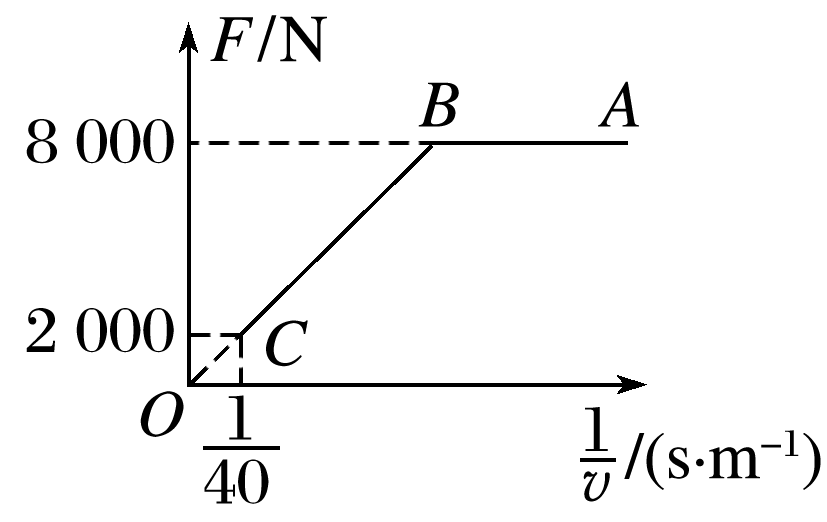 F/N
B A
8 000
2 000
C
O
1/40
1/v /(s·m⁻¹)